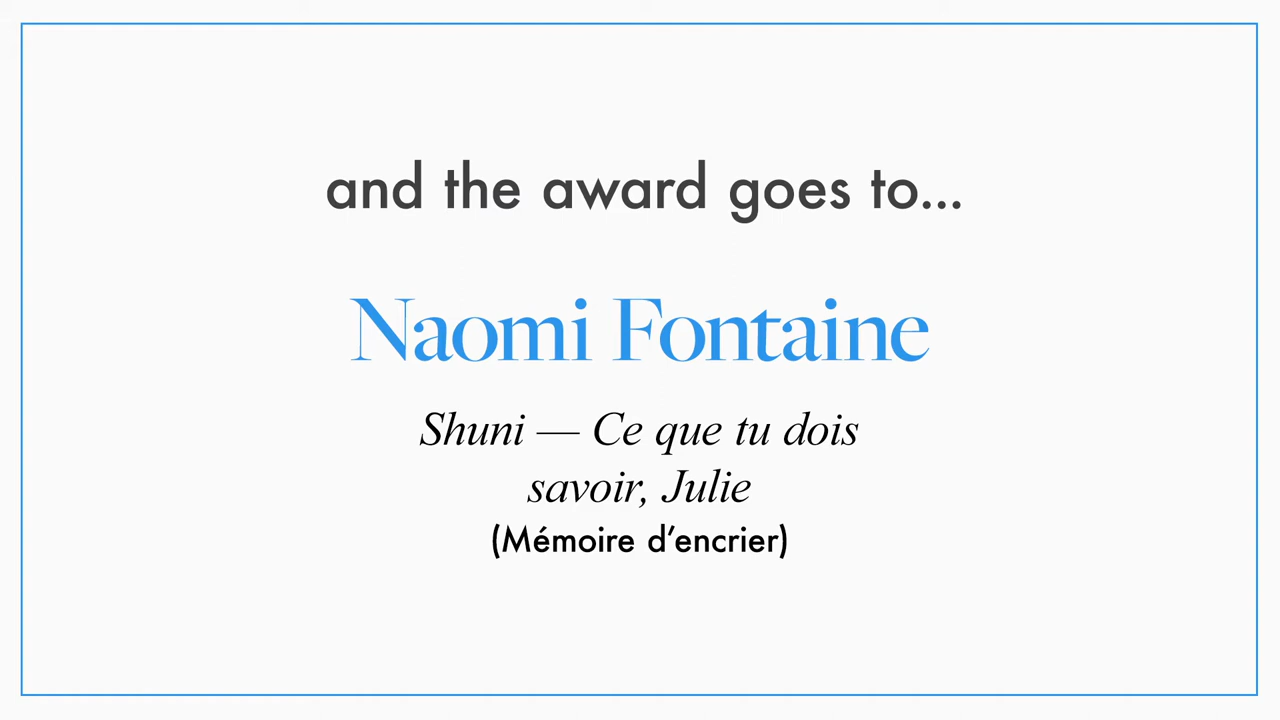 and the award goes to...
Naomi Fontaine
Shuni — Ce que tu dois
savoir, Julie
(Mémoire d’encrier)